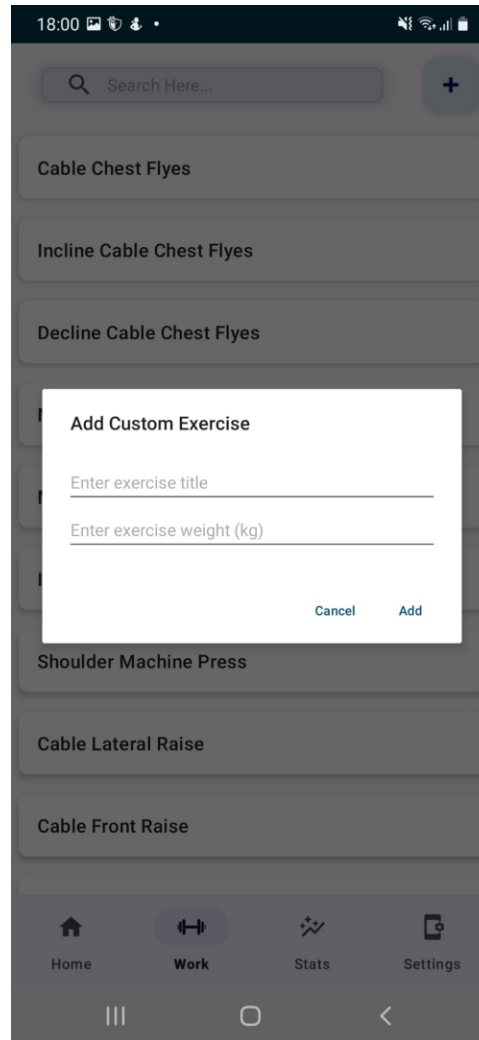 18:00
Search Here...
+
Cable Chest Flyes
Incline Cable Chest Flyes
Decline Cable Chest Flyes
Add Custom Exercise
Enter exercise title
Enter exercise weight (kg)
Cancel Add
Shoulder Machine Press
Cable Lateral Raise
Cable Front Raise
Home Work Stats Settings